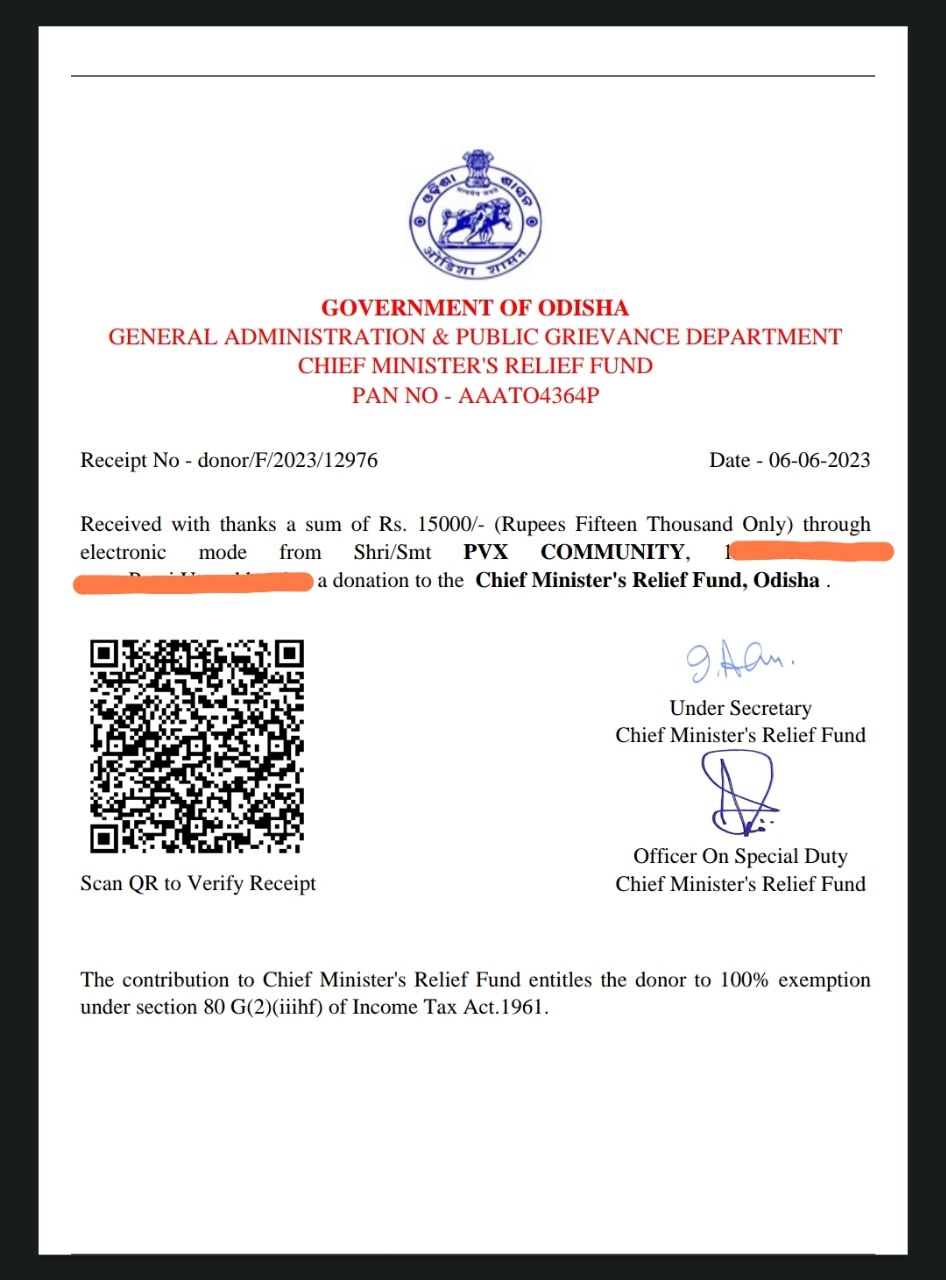 ଓଡ଼ିଶା ଶାସନ
सत्यमेव जयते
ओडिशा शासन
GOVERNMENT OF ODISHA
GENERAL ADMINISTRATION & PUBLIC GRIEVANCE DEPARTMENT
CHIEF MINISTER'S RELIEF FUND
PAN NO - AAATO4364P
Receipt No - donor/F/2023/12976 Date - 06-06-2023
Received with thanks a sum of Rs. 15000/- (Rupees Fifteen Thousand Only) through
electronic mode from Shri/Smt PVX COMMUNITY,
a donation to the Chief Minister's Relief Fund, Odisha .
Under Secretary
Chief Minister's Relief Fund
Officer On Special Duty
Chief Minister's Relief Fund
Scan QR to Verify Receipt
The contribution to Chief Minister's Relief Fund entitles the donor to 100% exemption
under section 80 G(2)(iiihf) of Income Tax Act.1961.